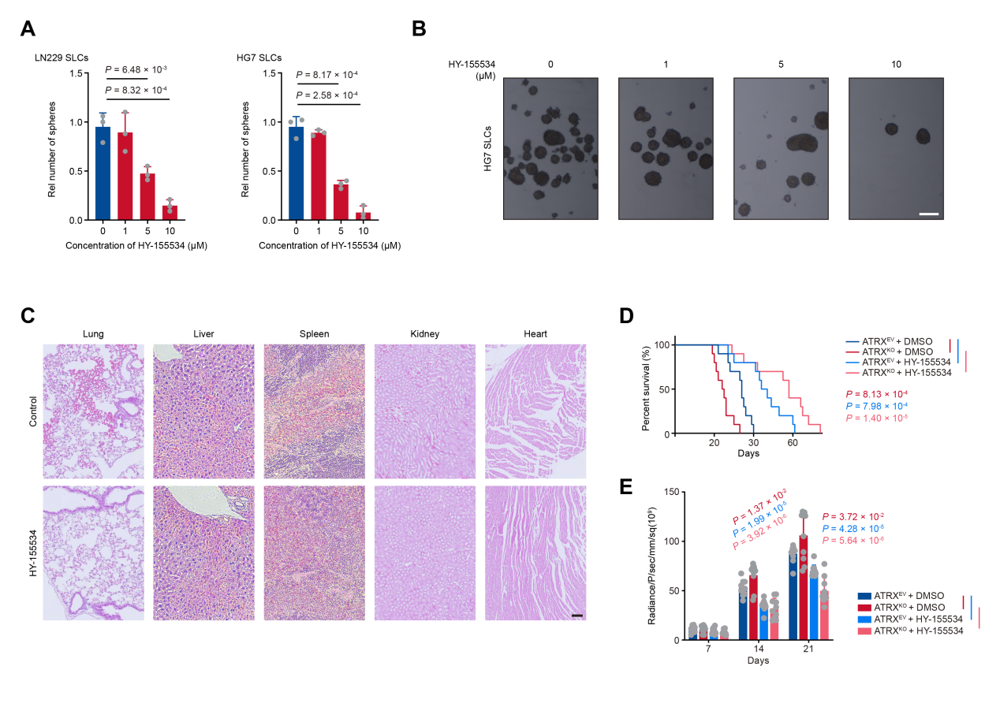 A
LN229 SLCs
P = 6.48 × 10⁻³
P = 8.32 × 10⁻⁴
1.5
1.0
0.5
0.0
Rel number of spheres
0 1 5 10
Concentration of HY-155534 (μM)
HG7 SLCs
P = 8.17 × 10⁻⁴
P = 2.58 × 10⁻⁴
1.5
1.0
0.5
0.0
Rel number of spheres
0 1 5 10
Concentration of HY-155534 (μM)
B
HY-155534 0 1 5 10
(μM)
HG7 SLCs
C
Lung Liver Spleen Kidney Heart
Control
HY-155534
D
100
50
0
Percent survival (%)
20 30 60
Days
ATRXᴱⱽ + DMSO
ATRXᴷᴼ + DMSO
ATRXᴱⱽ + HY-155534
ATRXᴷᴼ + HY-155534
P = 8.13 × 10⁻⁴
P = 7.98 × 10⁻⁴
P = 1.40 × 10⁻⁵
E
150
100
50
0
Radiance/P/sec/mm/sq(10⁹)
P = 1.37 × 10⁻²
P = 1.99 × 10⁻⁵
P = 3.92 × 10⁻⁶
P = 3.72 × 10⁻²
P = 4.28 × 10⁻⁵
P = 5.64 × 10⁻⁶
7 14 21
Days
ATRXᴱⱽ + DMSO
ATRXᴷᴼ + DMSO
ATRXᴱⱽ + HY-155534
ATRXᴷᴼ + HY-155534